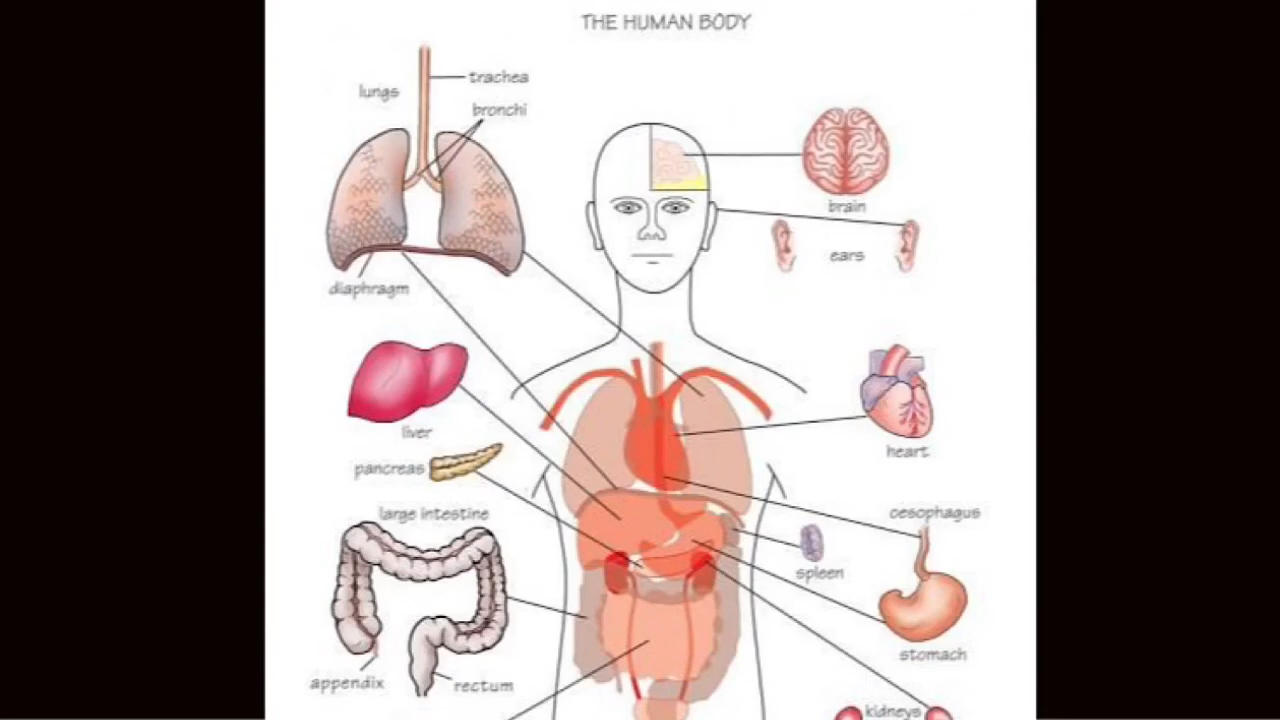 THE HUMAN BODY
trachea
lungs
bronchi
brain
ears
diaphragm
liver
heart
pancreas
large intestine
oesophagus
spleen
stomach
appendix
rectum
kidneys